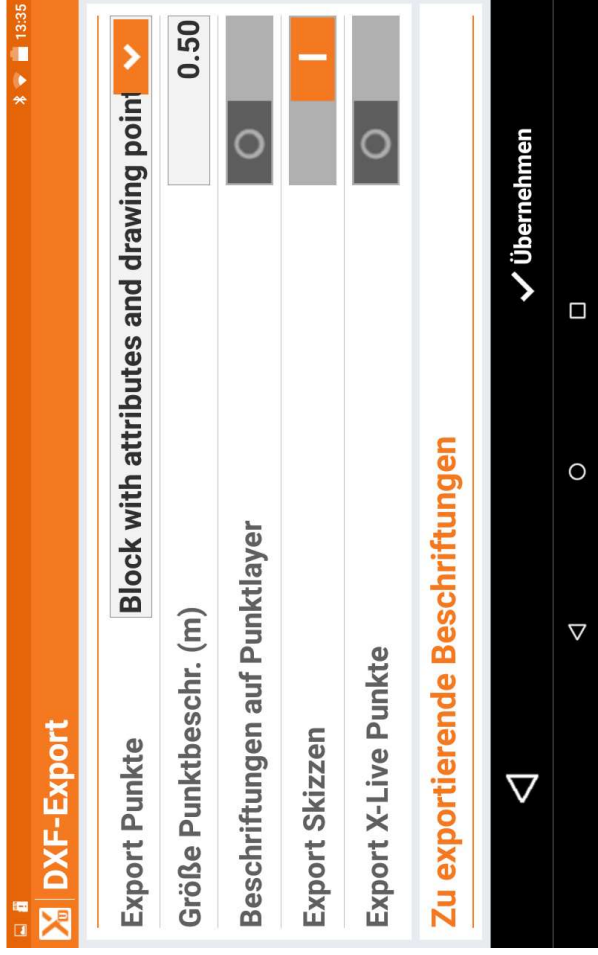 13:35
DXF-Export
Export Punkte Block with attributes and drawing point
Größe Punktbeschr. (m) 0.50
Beschriftungen auf Punktlayer
Export Skizzen
Export X-Live Punkte
Zu exportierende Beschriftungen
Übernehmen